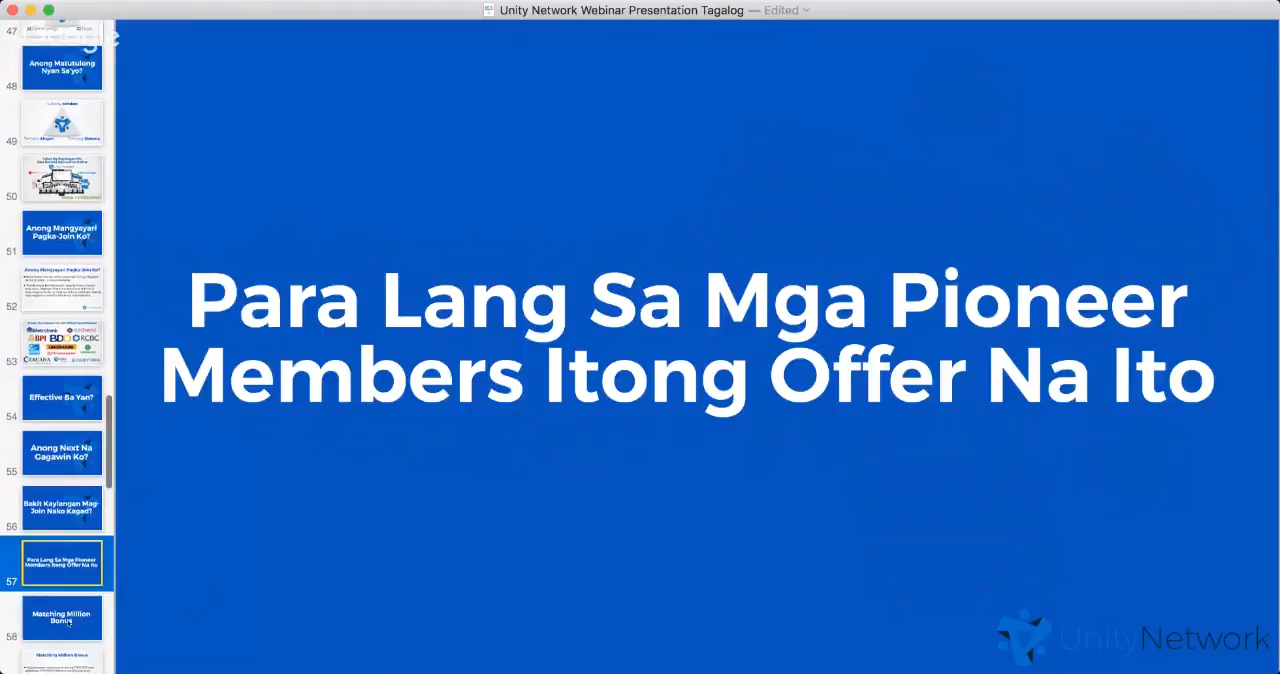 Unity Network Webinar Presentation Tagalog — Edited
47
48
Anong Matutulong
Nyan Sa'yo?
49
50
51
Anong Mangyayari
Pagka-Join Ko?
52
Anong Mangyayari Pagka-Join Ko?
53
Metrobank
BPI BDO RCBC
CEBUANA
54
Effective Ba Yan?
55
Anong Next Na
Gagawin Ko?
56
Bakit Kaylangan Mag-
Join Nako Kagad?
57
Para Lang Sa Mga Pioneer
Members Itong Offer Na Ito
58
Matching Million
Bonus
Matching Million Bonus
Para Lang Sa Mga Pioneer
Members Itong Offer Na Ito
UnityNetwork